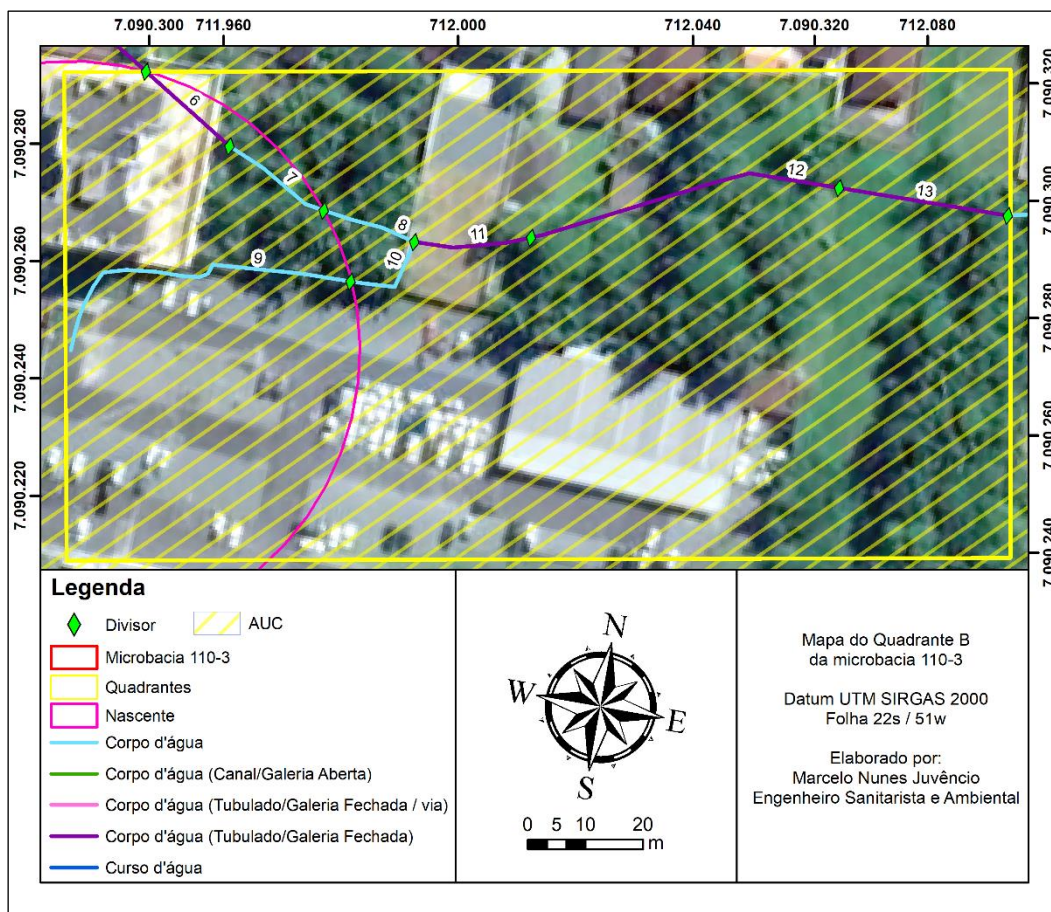 7.090.300 711.960 712.000 712.040 7.090.320 712.080
7.090.280
7.090.260
7.090.240
7.090.220
7.090.320
7.090.300
7.090.280
7.090.260
7.090.240
6
7
8
9
10
11
12
13
Legenda
Divisor AUC
Microbacia 110-3
Quadrantes
Nascente
Corpo d'água
Corpo d'água (Canal/Galeria Aberta)
Corpo d'água (Tubulado/Galeria Fechada / via)
Corpo d'água (Tubulado/Galeria Fechada)
Curso d'água
N
W
E
S
0 5 10 20
m
Mapa do Quadrante B
da microbacia 110-3
Datum UTM SIRGAS 2000
Folha 22s / 51w
Elaborado por:
Marcelo Nunes Juvêncio
Engenheiro Sanitarista e Ambiental